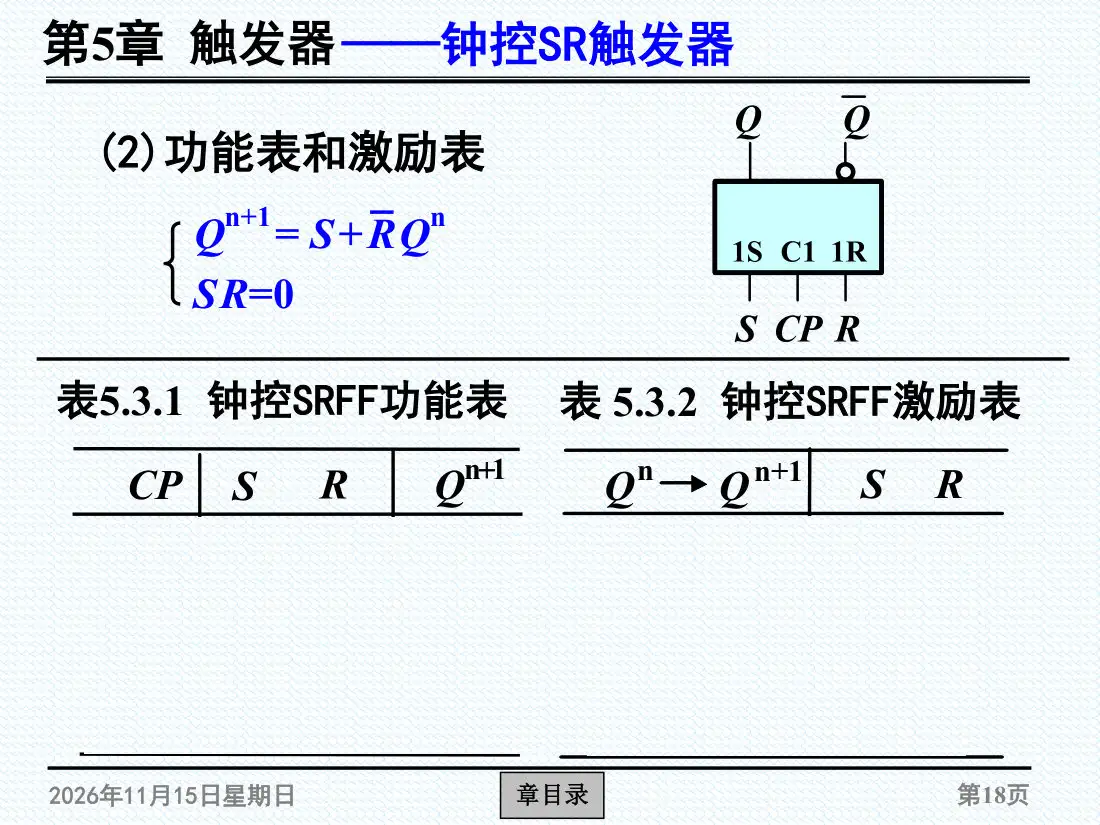 第5章 触发器——钟控SR触发器
(2)功能表和激励表
Qⁿ⁺¹ = S+R̅Qⁿ
SR=0
Q Q̅
1S C1 1R
S CP R
表5.3.1 钟控SRFF功能表
CP S R Qⁿ⁺¹
表 5.3.2 钟控SRFF激励表
Qⁿ→Qⁿ⁺¹ S R
2026年11月15日星期日
章目录
第18页